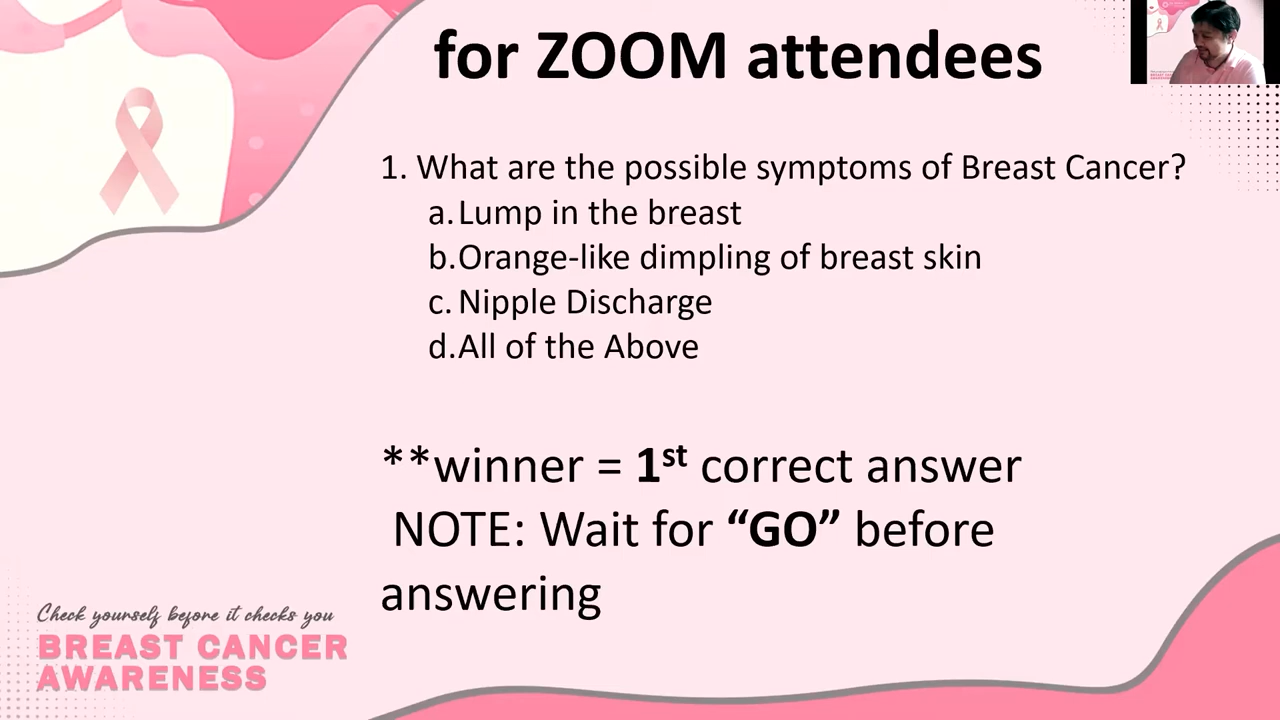 for ZOOM attendees
1. What are the possible symptoms of Breast Cancer?
a. Lump in the breast
b. Orange-like dimpling of breast skin
c. Nipple Discharge
d. All of the Above
**winner = 1st correct answer
NOTE: Wait for “GO” before
answering
Check yourself before it checks you
BREAST CANCER
AWARENESS